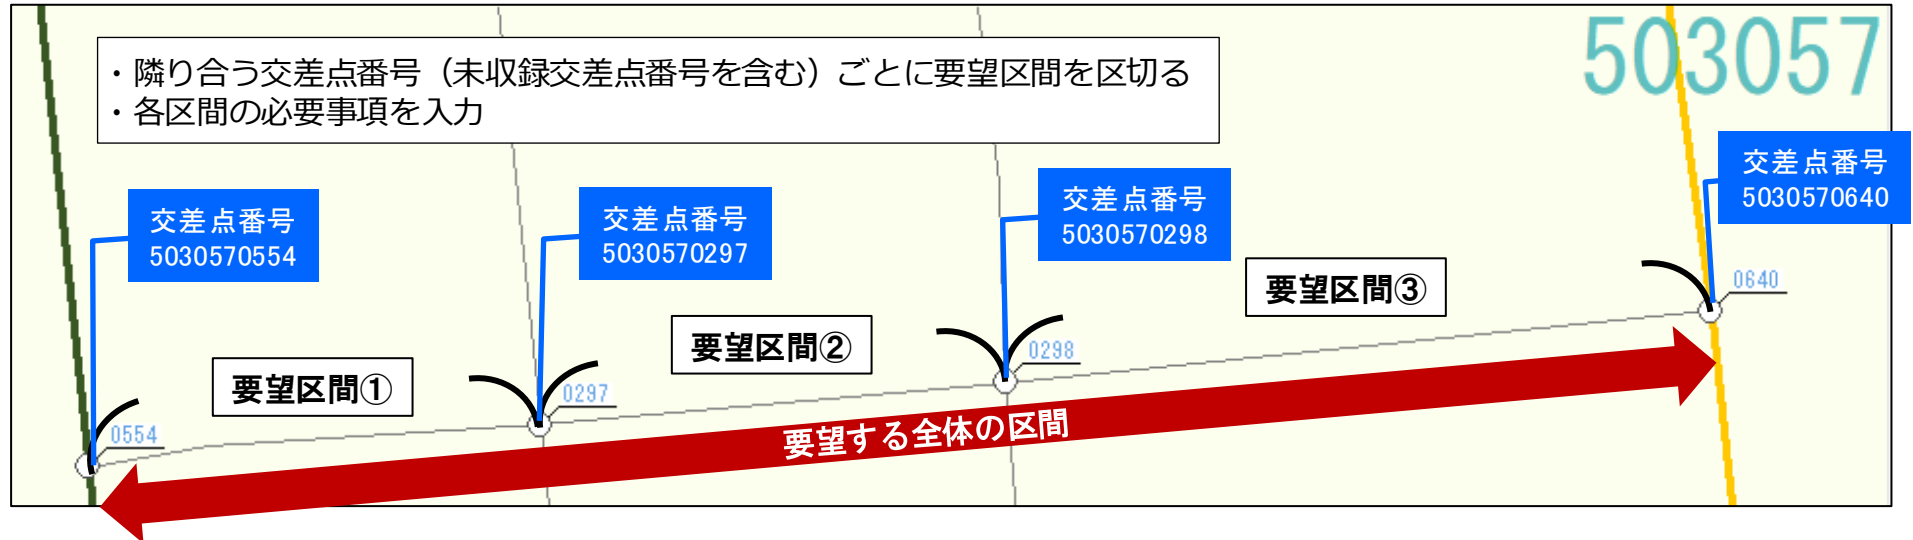 503057
・隣り合う交差点番号（未収録交差点番号を含む）ごとに要望区間を区切る
・各区間の必要事項を入力
交差点番号
5030570554
交差点番号
5030570297
交差点番号
5030570298
交差点番号
5030570640
要望区間①
要望区間②
要望区間③
0554
0297
0298
0640
要望する全体の区間